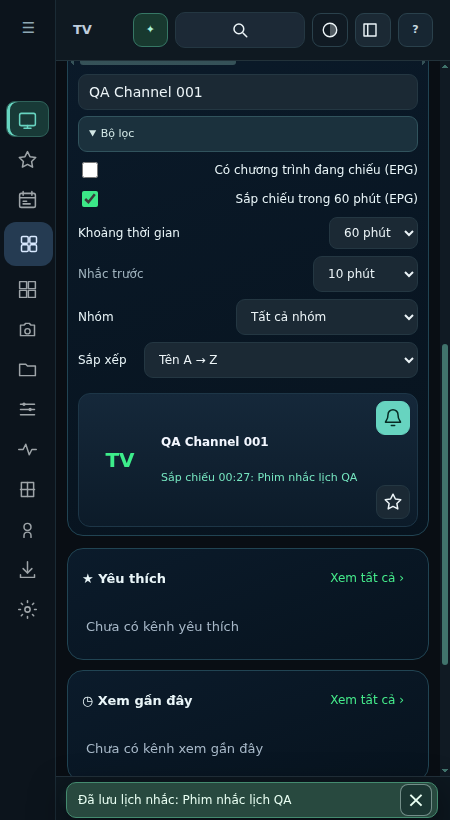 TV
?
QA Channel 001
▼ Bộ lọc
Có chương trình đang chiếu (EPG)
Sắp chiếu trong 60 phút (EPG)
Khoảng thời gian 60 phút
Nhắc trước 10 phút
Nhóm Tất cả nhóm
Sắp xếp Tên A → Z
TV
QA Channel 001
Sắp chiếu 00:27: Phim nhắc lịch QA
★ Yêu thích Xem tất cả ›
Chưa có kênh yêu thích
◷ Xem gần đây Xem tất cả ›
Chưa có kênh xem gần đây
Đã lưu lịch nhắc: Phim nhắc lịch QA